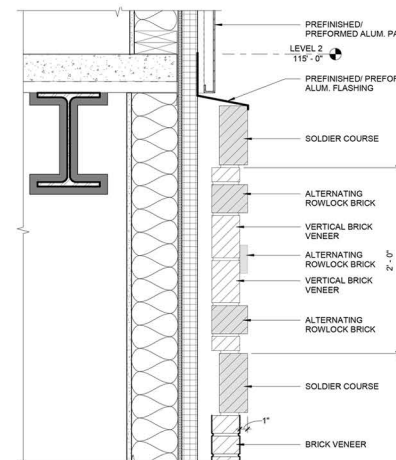 PREFINISHED/
PREFORMED ALUM. PA
LEVEL 2
115' - 0"
PREFINISHED/ PREFOR
ALUM. FLASHING
SOLDIER COURSE
ALTERNATING
ROWLOCK BRICK
VERTICAL BRICK
VENEER
ALTERNATING
ROWLOCK BRICK
VERTICAL BRICK
VENEER
2' - 0"
ALTERNATING
ROWLOCK BRICK
SOLDIER COURSE
1"
BRICK VENEER